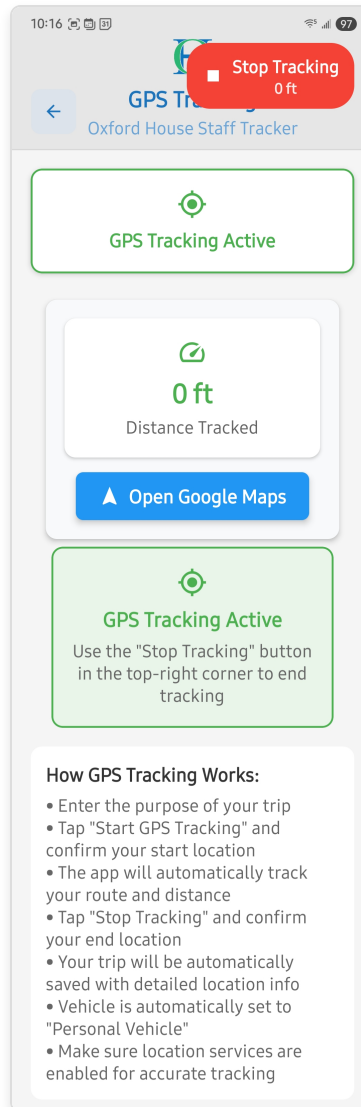 10:16
31
97
Stop Tracking
0 ft
GPS Tra
Oxford House Staff Tracker
GPS Tracking Active
0 ft
Distance Tracked
Open Google Maps
GPS Tracking Active
Use the "Stop Tracking" button
in the top-right corner to end
tracking
How GPS Tracking Works:
• Enter the purpose of your trip
• Tap "Start GPS Tracking" and
confirm your start location
• The app will automatically track
your route and distance
• Tap "Stop Tracking" and confirm
your end location
• Your trip will be automatically
saved with detailed location info
• Vehicle is automatically set to
"Personal Vehicle"
• Make sure location services are
enabled for accurate tracking